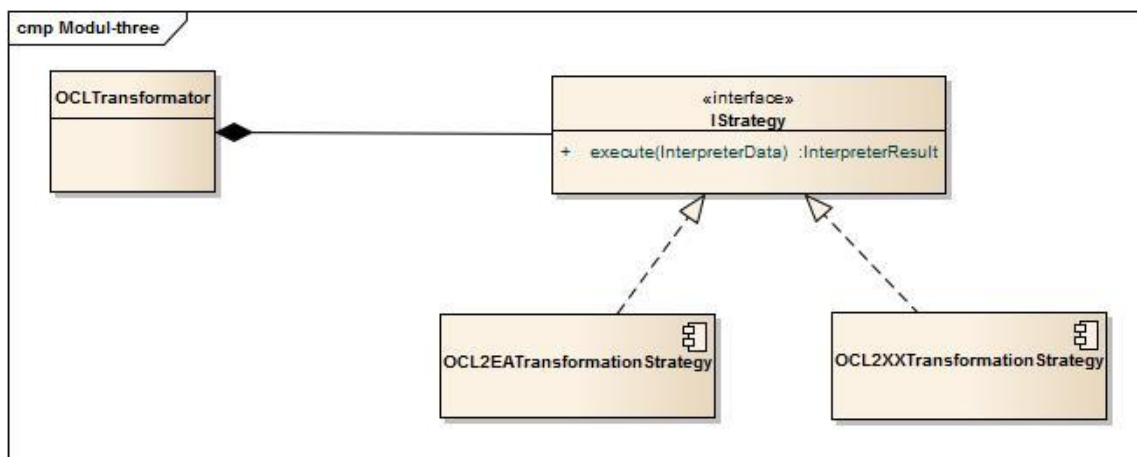 cmp Modul-three
OCLTransformator
«interface»
IStrategy
+ execute(InterpreterData) :InterpreterResult
OCL2EATransformationStrategy
OCL2XXTransformationStrategy